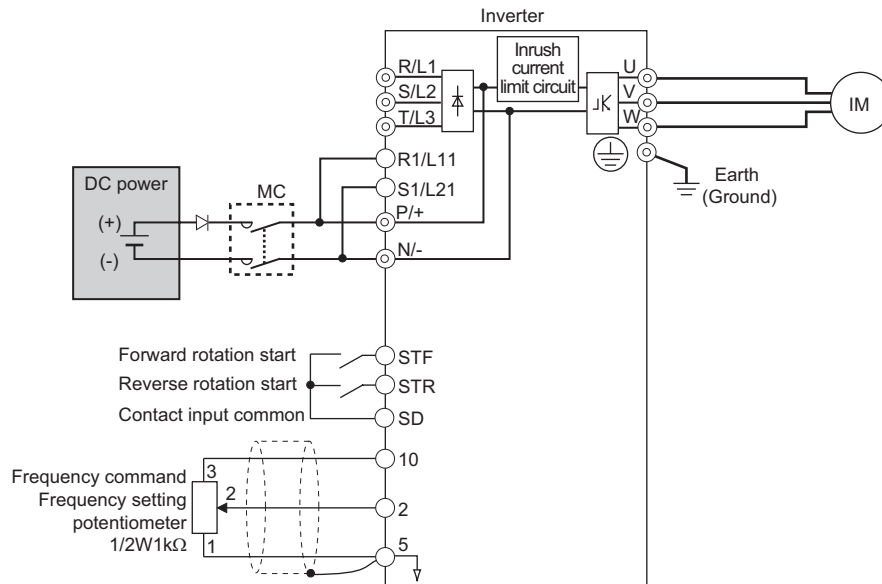 Inverter
Inrush
current
limit circuit
R/L1
S/L2
T/L3
U
V
W
IM
R1/L11
S1/L21
P/+
N/-
Earth
(Ground)
DC power
(+)
(-)
MC
Forward rotation start
STF
Reverse rotation start
STR
Contact input common
SD
Frequency command
Frequency setting
potentiometer
1/2W1kΩ
3
2
1
10
2
5